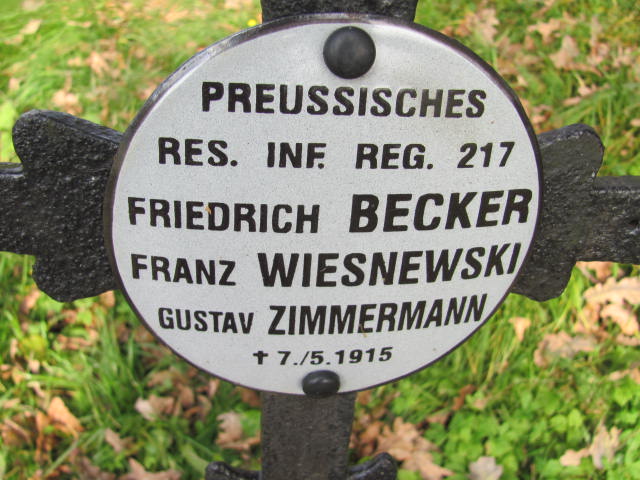 PREUSSISCHES
RES. INF. REG. 217
FRIEDRICH BECKER
FRANZ WIESNEWSKI
GUSTAV ZIMMERMANN
† 7./5.1915